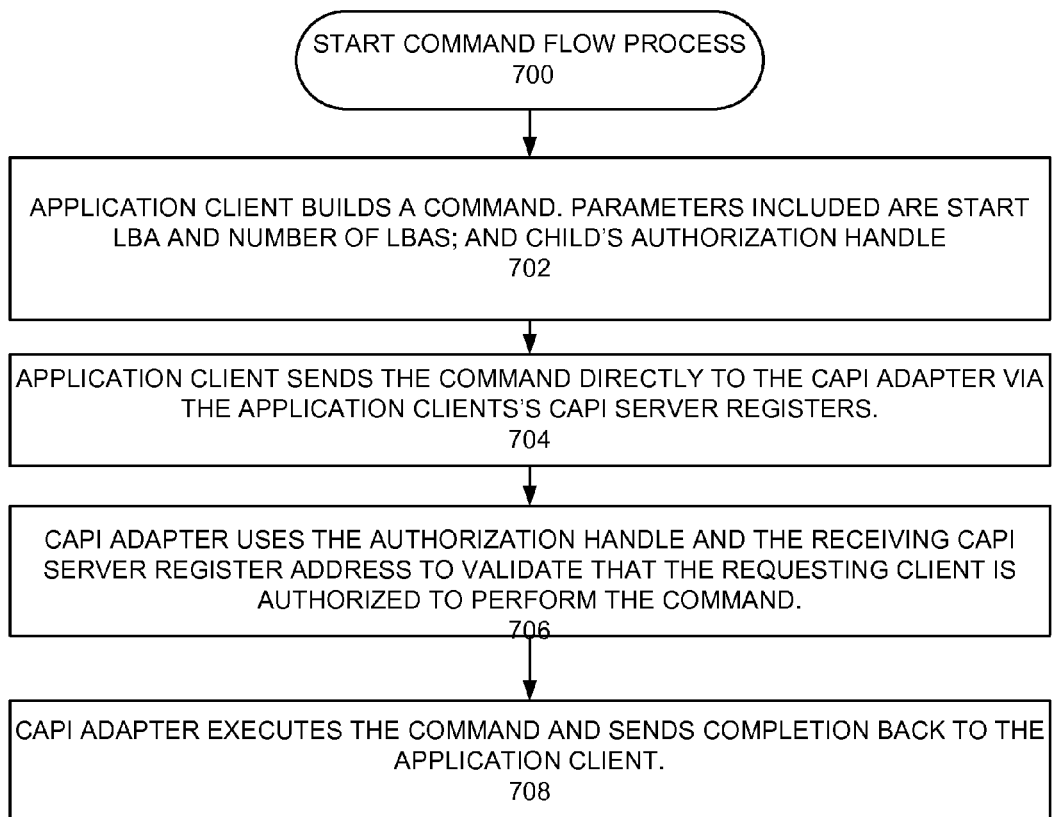 START COMMAND FLOW PROCESS
700
APPLICATION CLIENT BUILDS A COMMAND. PARAMETERS INCLUDED ARE START
LBA AND NUMBER OF LBAS; AND CHILD'S AUTHORIZATION HANDLE
702
APPLICATION CLIENT SENDS THE COMMAND DIRECTLY TO THE CAPI ADAPTER VIA
THE APPLICATION CLIENTS'S CAPI SERVER REGISTERS.
704
CAPI ADAPTER USES THE AUTHORIZATION HANDLE AND THE RECEIVING CAPI
SERVER REGISTER ADDRESS TO VALIDATE THAT THE REQUESTING CLIENT IS
AUTHORIZED TO PERFORM THE COMMAND.
706
CAPI ADAPTER EXECUTES THE COMMAND AND SENDS COMPLETION BACK TO THE
APPLICATION CLIENT.
708